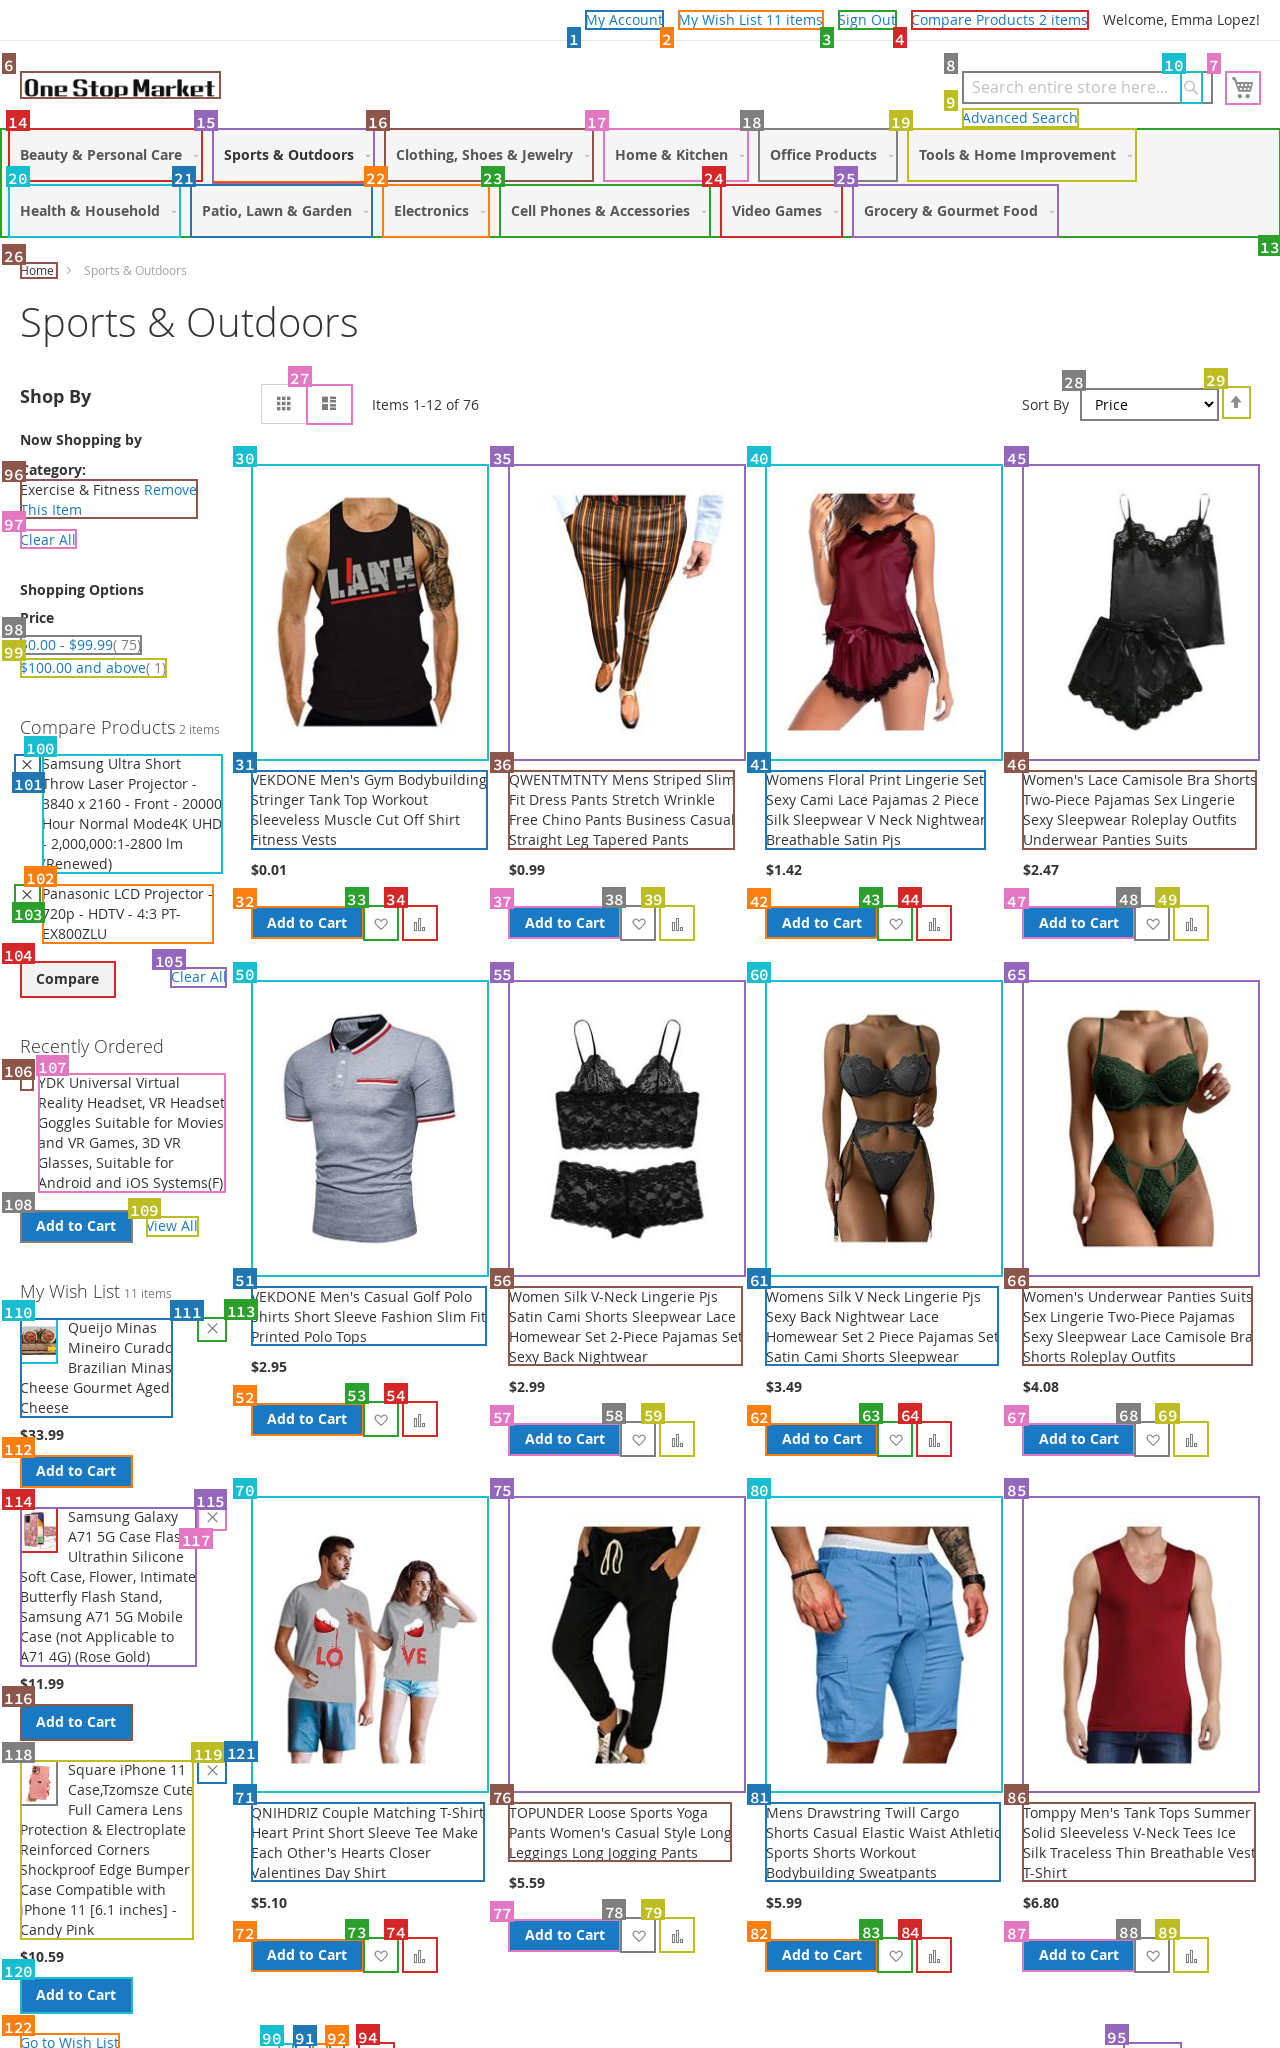 My Account My Wish List 11 items Sign Out Compare Products 2 items Welcome, Emma Lopez!
1 2 3 4
6 8 10 7
One Stop Market Search entire store here...
9
Advanced Search
14 15 16 17 18 19
Beauty & Personal Care Sports & Outdoors Clothing, Shoes & Jewelry Home & Kitchen Office Products Tools & Home Improvement
20 21 22 23 24 25
Health & Household Patio, Lawn & Garden Electronics Cell Phones & Accessories Video Games Grocery & Gourmet Food
26 13
Home Sports & Outdoors
Sports & Outdoors
Shop By
27 28 29
Items 1-12 of 76 Sort By Price
Now Shopping by
Category:
96
Exercise & Fitness Remove
This Item
97
Clear All
Shopping Options
Price
98
$0.00 - $99.99( 75)
99
$100.00 and above( 1)
Compare Products 2 items
100
101
Samsung Ultra Short
Throw Laser Projector -
3840 x 2160 - Front - 20000
Hour Normal Mode4K UHD
- 2,000,000:1-2800 lm
(Renewed)
102
103
Panasonic LCD Projector -
720p - HDTV - 4:3 PT-
EX800ZLU
104 105
Compare Clear All
Recently Ordered
106 107
YDK Universal Virtual
Reality Headset, VR Headset
Goggles Suitable for Movies
and VR Games, 3D VR
Glasses, Suitable for
Android and iOS Systems(F)
108 109
Add to Cart View All
My Wish List 11 items
110 111 113
Queijo Minas
Mineiro Curado
Brazilian Minas
Cheese Gourmet Aged
Cheese
$33.99
112
Add to Cart
114 115
117
Samsung Galaxy
A71 5G Case Flas
Ultrathin Silicone
Soft Case, Flower, Intimate
Butterfly Flash Stand,
Samsung A71 5G Mobile
Case (not Applicable to
A71 4G) (Rose Gold)
$11.99
116
Add to Cart
118 119 121
Square iPhone 11
Case,Tzomsze Cute
Full Camera Lens
Protection & Electroplate
Reinforced Corners
Shockproof Edge Bumper
Case Compatible with
iPhone 11 [6.1 inches] -
Candy Pink
$10.59
120
Add to Cart
122
Go to Wish List
30 35 40 45
LANH
31
VEKDONE Men's Gym Bodybuilding
Stringer Tank Top Workout
Sleeveless Muscle Cut Off Shirt
Fitness Vests
$0.01
32 33 34
Add to Cart
36
QWENTMTNTY Mens Striped Slim
Fit Dress Pants Stretch Wrinkle
Free Chino Pants Business Casual
Straight Leg Tapered Pants
$0.99
37 38 39
Add to Cart
41
Womens Floral Print Lingerie Set
Sexy Cami Lace Pajamas 2 Piece
Silk Sleepwear V Neck Nightwear
Breathable Satin Pjs
$1.42
42 43 44
Add to Cart
46
Women's Lace Camisole Bra Shorts
Two-Piece Pajamas Sex Lingerie
Sexy Sleepwear Roleplay Outfits
Underwear Panties Suits
$2.47
47 48 49
Add to Cart
50 55 60 65
51
VEKDONE Men's Casual Golf Polo
Shirts Short Sleeve Fashion Slim Fit
Printed Polo Tops
$2.95
52 53 54
Add to Cart
56
Women Silk V-Neck Lingerie Pjs
Satin Cami Shorts Sleepwear Lace
Homewear Set 2-Piece Pajamas Set
Sexy Back Nightwear
$2.99
57 58 59
Add to Cart
61
Womens Silk V Neck Lingerie Pjs
Sexy Back Nightwear Lace
Homewear Set 2 Piece Pajamas Set
Satin Cami Shorts Sleepwear
$3.49
62 63 64
Add to Cart
66
Women's Underwear Panties Suits
Sex Lingerie Two-Piece Pajamas
Sexy Sleepwear Lace Camisole Bra
Shorts Roleplay Outfits
$4.08
67 68 69
Add to Cart
70 75 80 85
LO VE
71
QNIHDRIZ Couple Matching T-Shirt
Heart Print Short Sleeve Tee Make
Each Other's Hearts Closer
Valentines Day Shirt
$5.10
72 73 74
Add to Cart
76
TOPUNDER Loose Sports Yoga
Pants Women's Casual Style Long
Leggings Long Jogging Pants
$5.59
77 78 79
Add to Cart
81
Mens Drawstring Twill Cargo
Shorts Casual Elastic Waist Athletic
Sports Shorts Workout
Bodybuilding Sweatpants
$5.99
82 83 84
Add to Cart
86
Tomppy Men's Tank Tops Summer
Solid Sleeveless V-Neck Tees Ice
Silk Traceless Thin Breathable Vest
T-Shirt
$6.80
87 88 89
Add to Cart
90 91 92 94 95